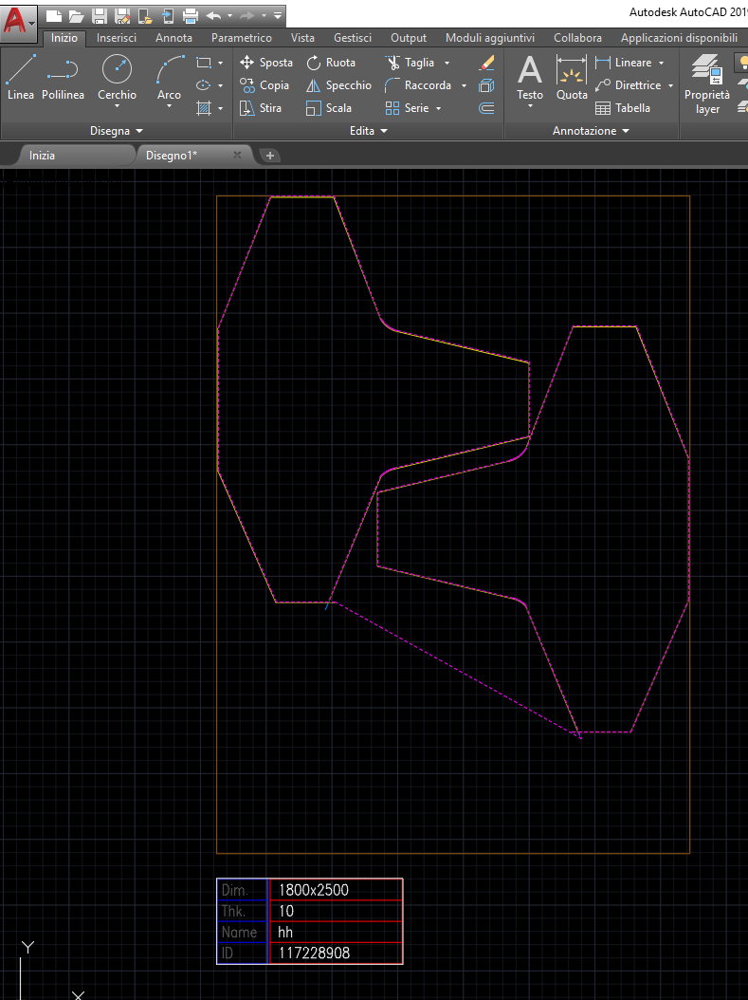 Autodesk AutoCAD 2019
Inizio Inserisci Annota Parametrico Vista Gestisci Output Moduli aggiuntivi Collabora Applicazioni disponibili
Linea Polilinea Cerchio Arco
Sposta Ruota Taglia
Copia Specchio Raccorda
Stira Scala Serie
Testo Quota
Lineare
Direttrice
Tabella
Proprietà
layer
Disegna Edita Annotazione
Inizia Disegno1*
Dim. 1800x2500
Thk. 10
Name hh
ID 117228908
Y
X